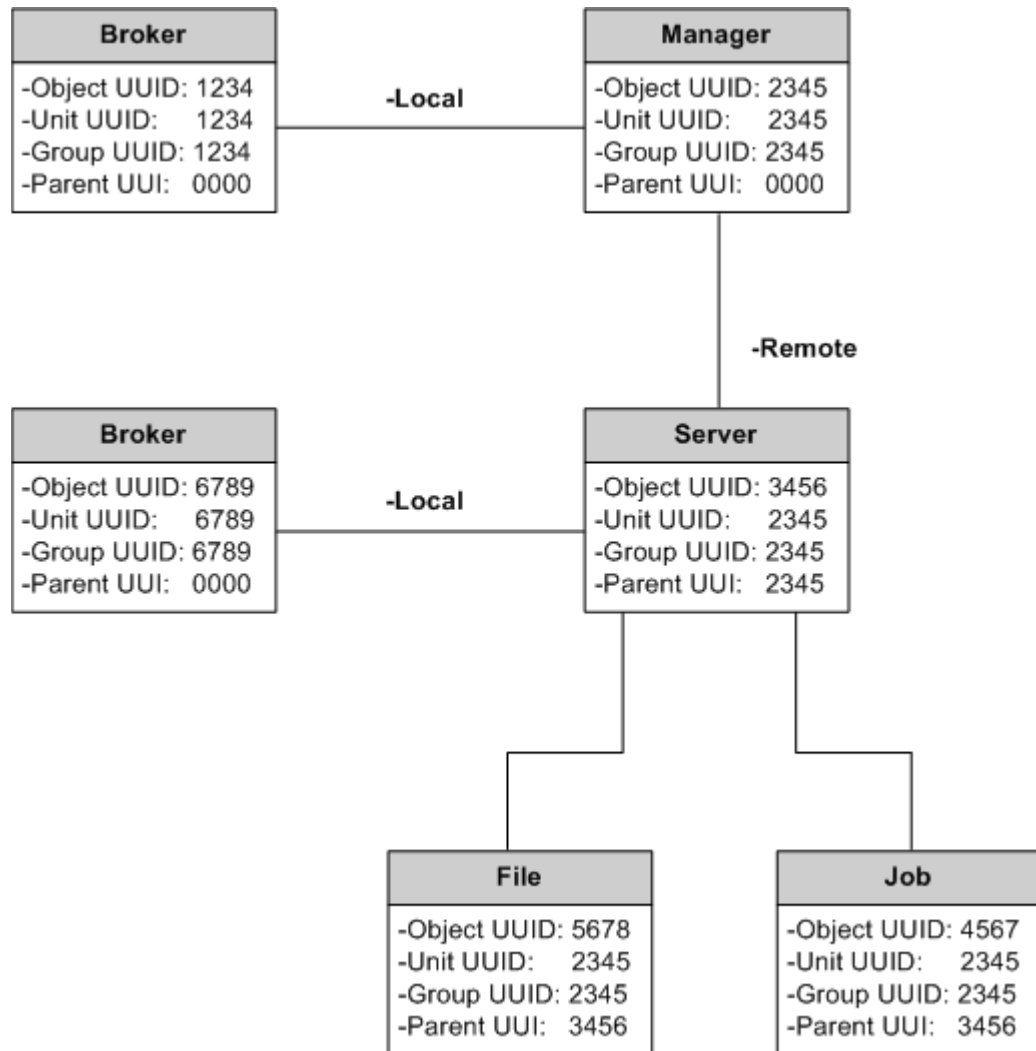 Broker
-Object UUID: 1234
-Unit UUID: 1234
-Group UUID: 1234
-Parent UUI: 0000
-Local
Manager
-Object UUID: 2345
-Unit UUID: 2345
-Group UUID: 2345
-Parent UUI: 0000
-Remote
Broker
-Object UUID: 6789
-Unit UUID: 6789
-Group UUID: 6789
-Parent UUI: 0000
-Local
Server
-Object UUID: 3456
-Unit UUID: 2345
-Group UUID: 2345
-Parent UUI: 2345
File
-Object UUID: 5678
-Unit UUID: 2345
-Group UUID: 2345
-Parent UUI: 3456
Job
-Object UUID: 4567
-Unit UUID: 2345
-Group UUID: 2345
-Parent UUI: 3456